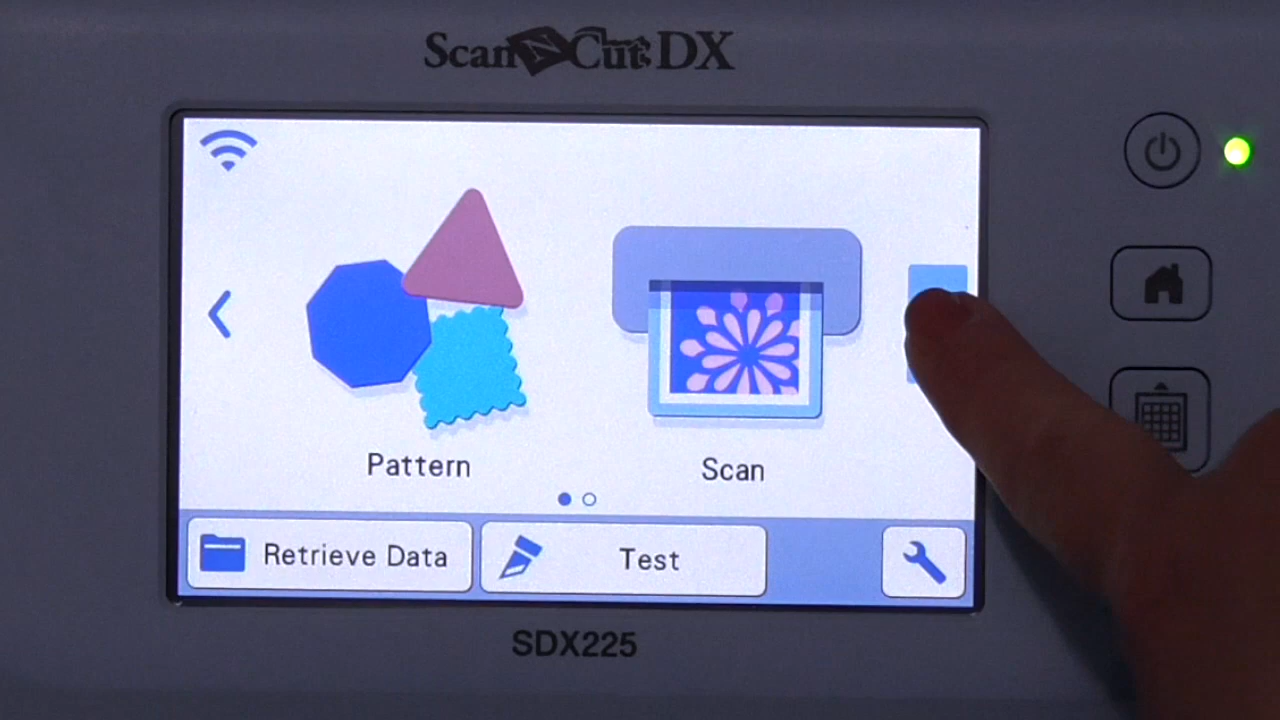 ScanNCut DX
Pattern
Scan
Retrieve Data
Test
SDX225